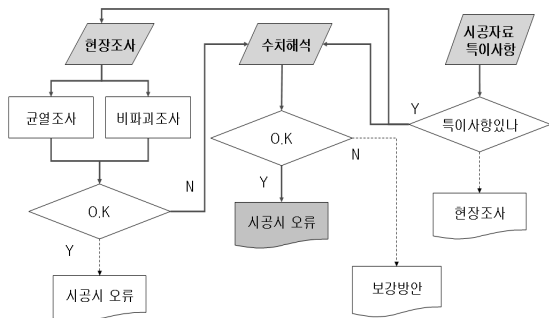 현장조사
수치해석
시공자료
특이사항
균열조사
비파괴조사
O.K
Y
특이사항있나
N
N
O.K
Y
시공시 오류
현장조사
Y
시공시 오류
보강방안